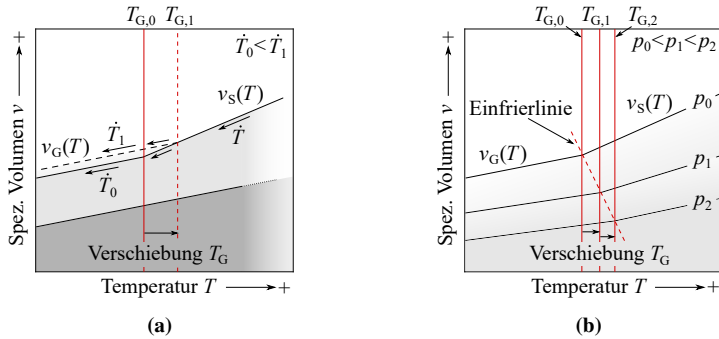 T_G,0 T_G,1
+
Ṫ_0 < Ṫ_1
v_S(T)
Ṫ_1
Ṫ
v_G(T)
Ṫ_0
Spez. Volumen v
Verschiebung T_G
Temperatur T +
(a)
T_G,0 T_G,1 T_G,2
+
p_0 < p_1 < p_2
p_0
v_S(T)
Einfrierlinie
v_G(T)
p_1
p_2
Spez. Volumen v
Verschiebung T_G
Temperatur T +
(b)